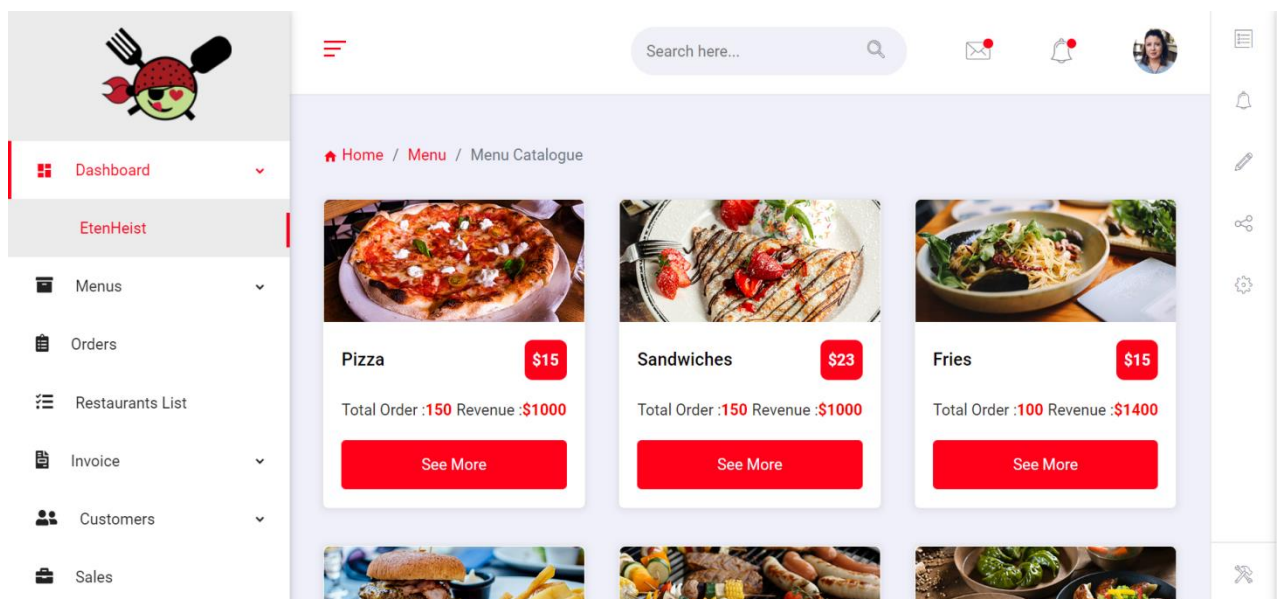 Search here...
Dashboard
EtenHeist
Menus
Orders
Restaurants List
Invoice
Customers
Sales
Home / Menu / Menu Catalogue
Pizza $15
Total Order :150 Revenue :$1000
See More
Sandwiches $23
Total Order :150 Revenue :$1000
See More
Fries $15
Total Order :100 Revenue :$1400
See More